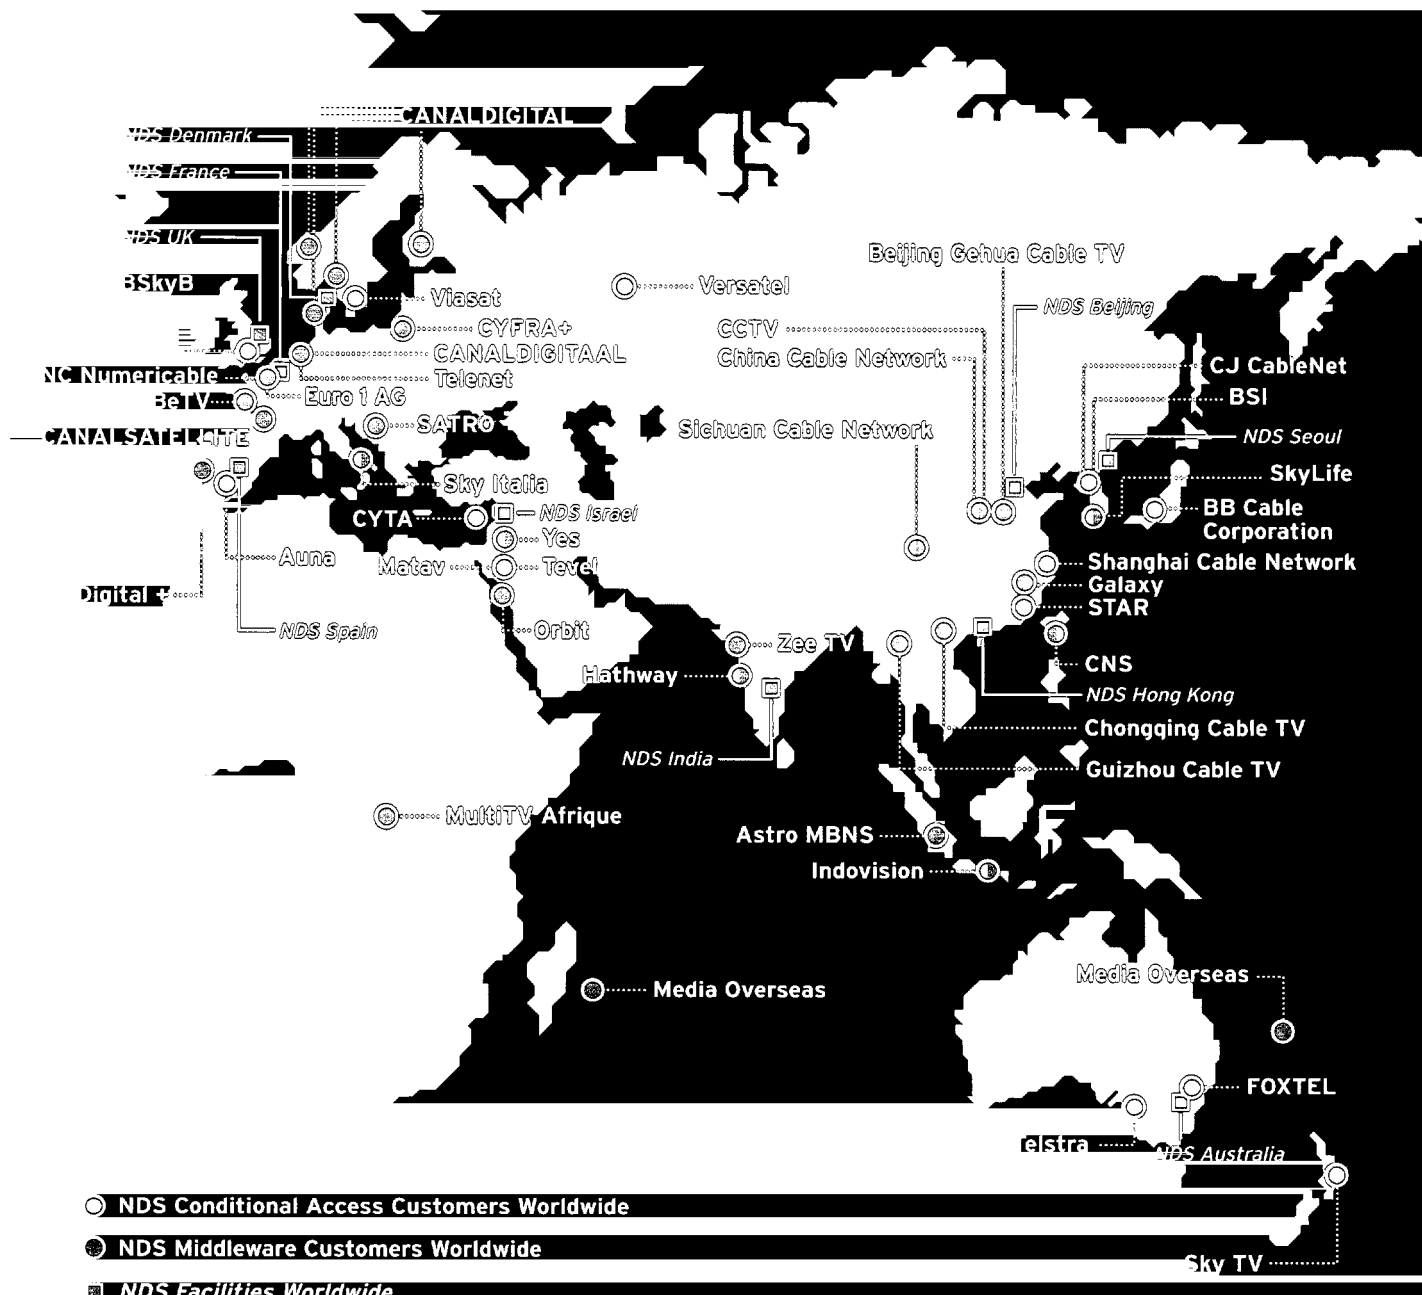 CANALDIGITAL
NDS Denmark
NDS France
NDS UK
BSkyB
Beijing Gehua Cable TV
Versatel
Viasat
NDS Beijing
CYFRA+
CCTV
CANALDIGITAAL
China Cable Network
CJ CableNet
NC Numericable
Telenet
BeTV
Euro 1 AG
BSI
SATRO
Sichuan Cable Network
CANALSATELLITE
NDS Seoul
Sky Italia
SkyLife
CYTA
NDS Israel
BB Cable
Corporation
Yes
Auna
Matav
Tevel
Shanghai Cable Network
Galaxy
Digital +
STAR
NDS Spain
Orbit
Zee TV
Hathway
CNS
NDS Hong Kong
Chongqing Cable TV
NDS India
Guizhou Cable TV
MultiTV Afrique
Astro MBNS
Indovision
Media Overseas
Media Overseas
FOXTEL
elstra
NDS Australia
NDS Conditional Access Customers Worldwide
NDS Middleware Customers Worldwide
Sky TV
NDS Facilities Worldwide